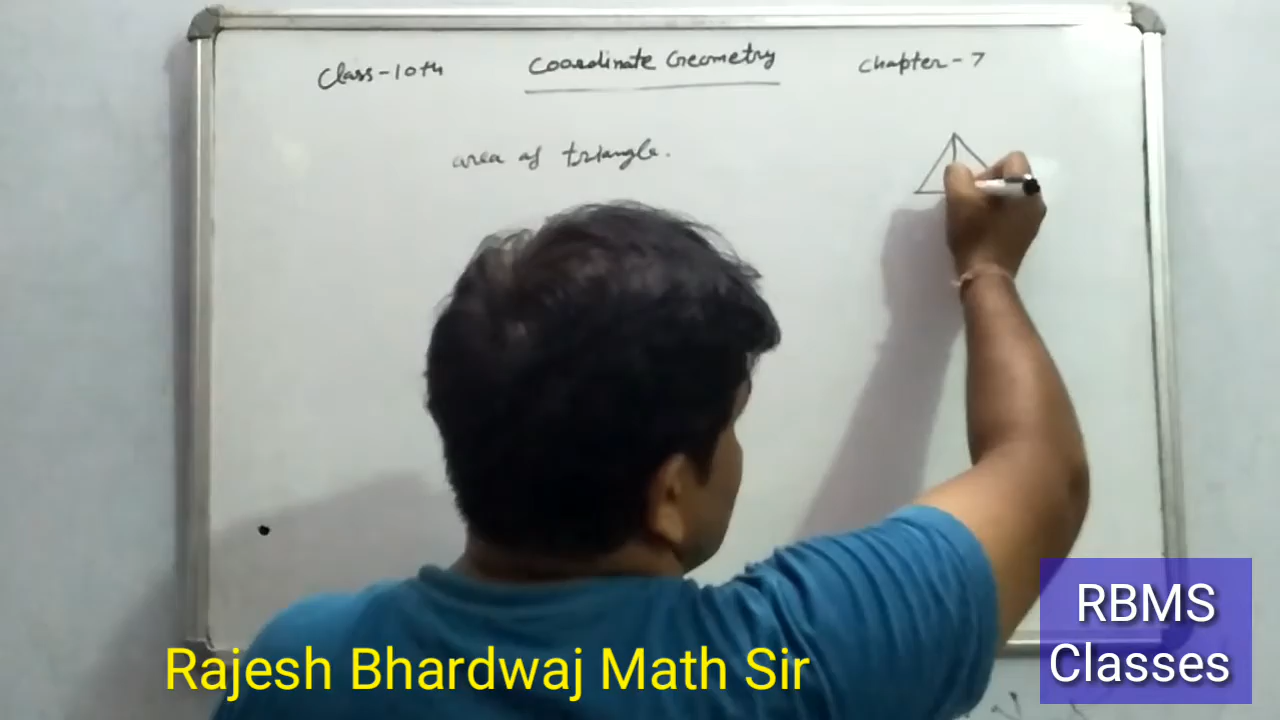 Class-10th Coordinate Geometry Chapter-7
area of triangle.
Rajesh Bhardwaj Math Sir
RBMS
Classes